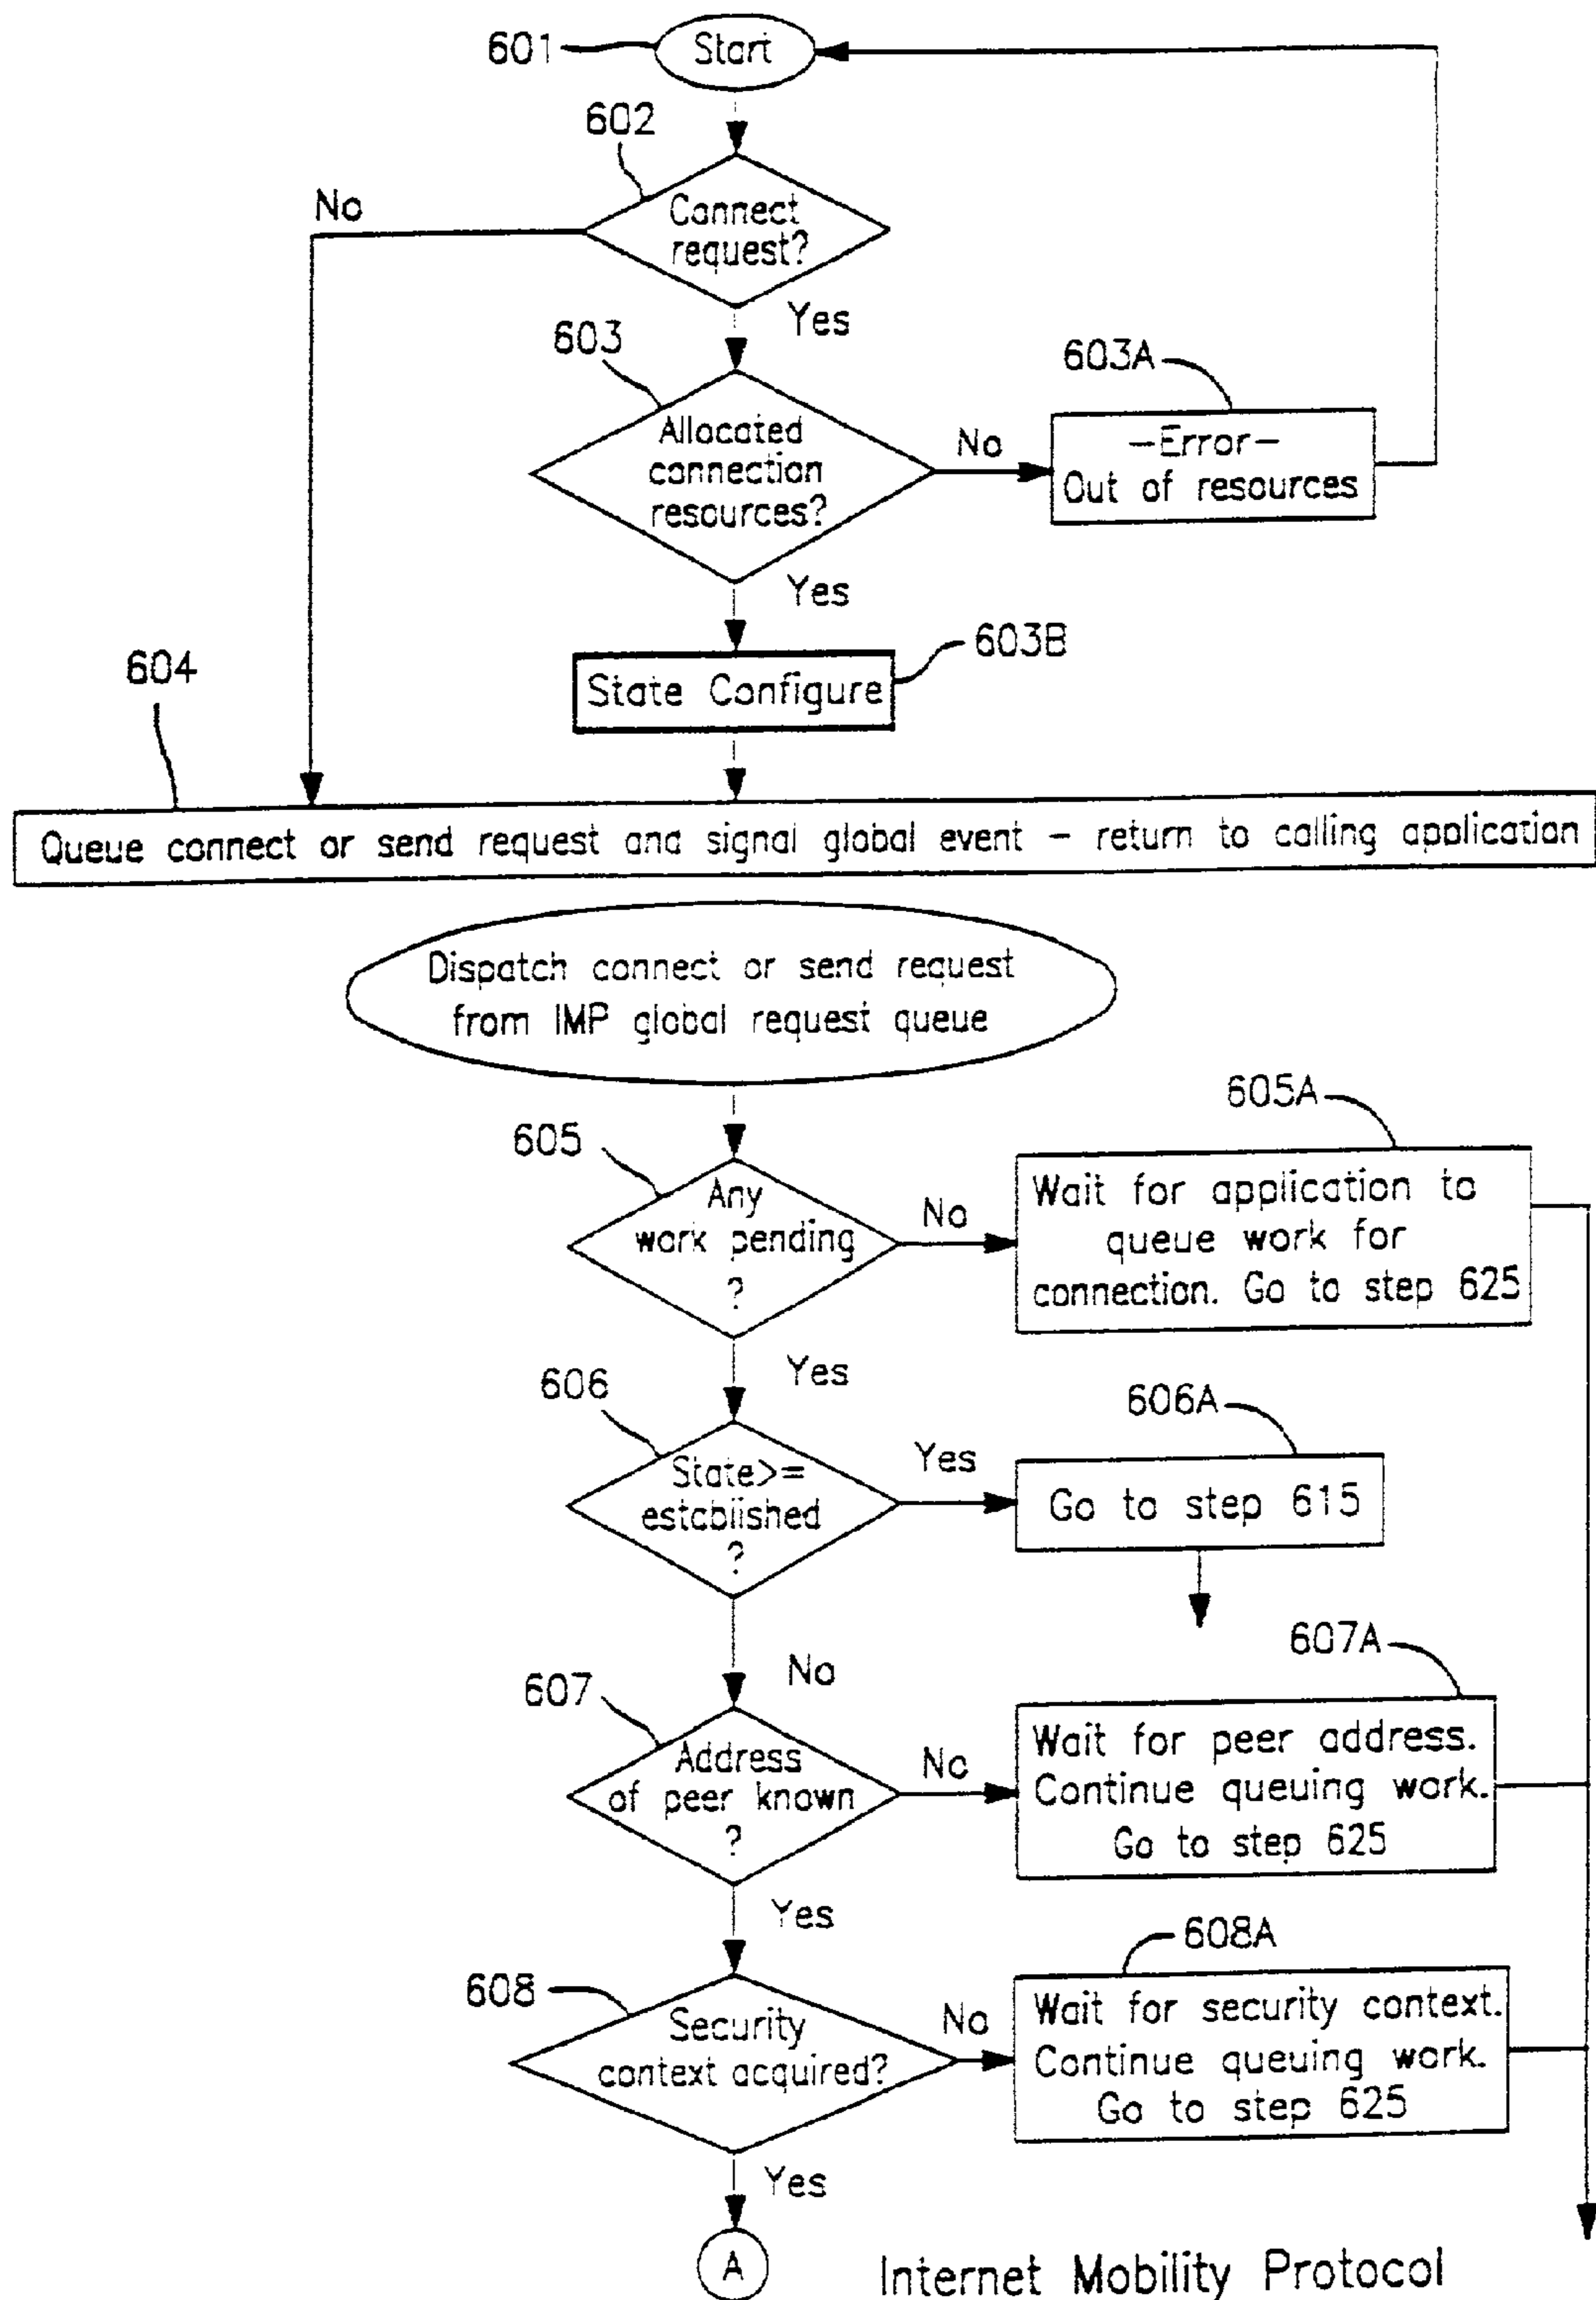 601
Start
602
No
Connect
request?
Yes
603
603A
Allocated
connection
resources?
No
-Error-
Out of resources
Yes
603B
604
State Configure
Queue connect or send request and signal global event - return to calling application
Dispatch connect or send request
from IMP global request queue
605A
605
Any
work pending
?
No
Wait for application to
queue work for
connection. Go to step 625
Yes
606
606A
State>=
established
?
Yes
Go to step 615
No
607A
607
Address
of peer known
?
No
Wait for peer address.
Continue queuing work.
Go to step 625
Yes
608A
608
Security
context acquired?
No
Wait for security context.
Continue queuing work.
Go to step 625
Yes
A
Internet Mobility Protocol